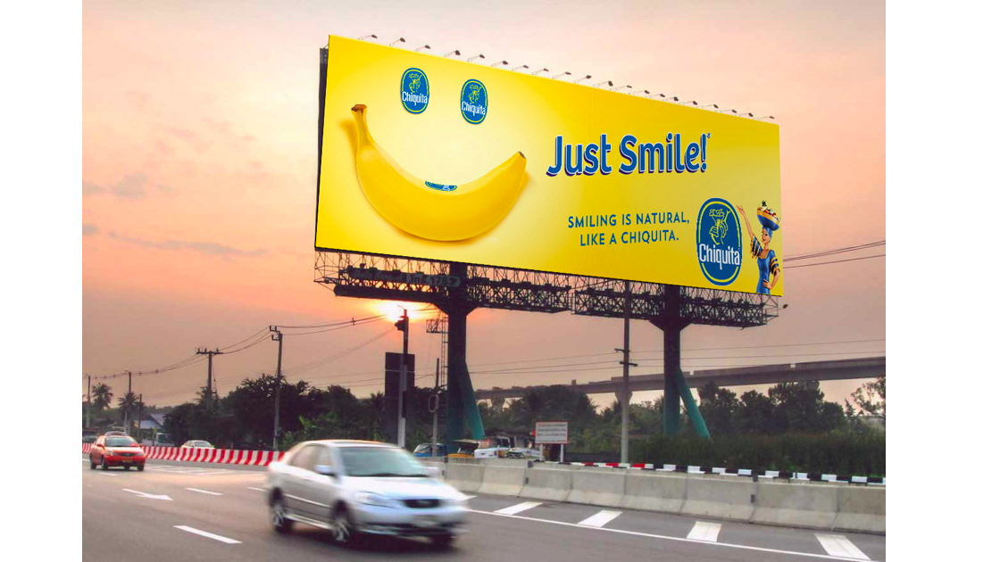 Chiquita
Chiquita
Just Smile!
SMILING IS NATURAL,
LIKE A CHIQUITA.
Chiquita